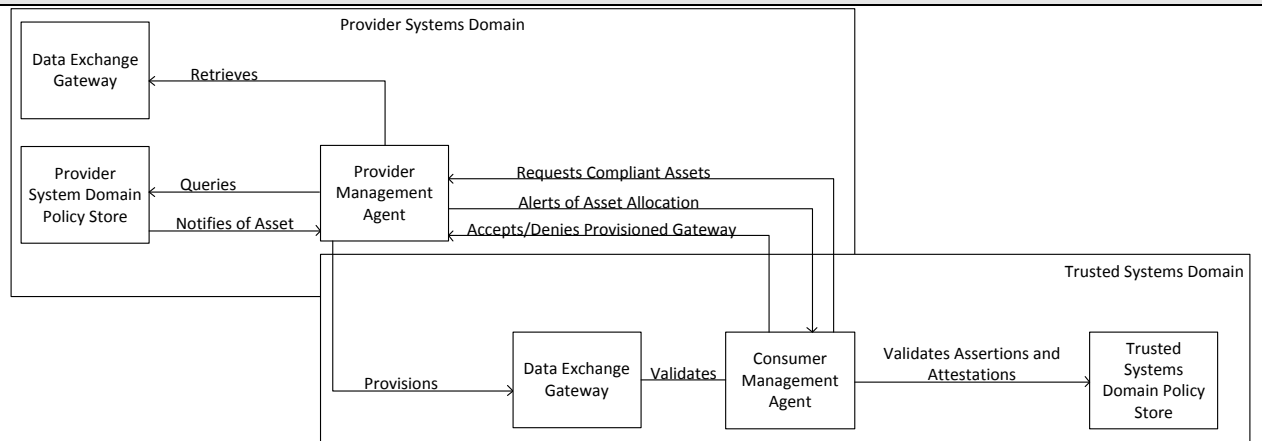 Provider Systems Domain
Data Exchange
Gateway
Retrieves
Provider
System Domain
Policy Store
Queries
Notifies of Asset
Provider
Management
Agent
Requests Compliant Assets
Alerts of Asset Allocation
Accepts/Denies Provisioned Gateway
Trusted Systems Domain
Provisions
Data Exchange
Gateway
Validates
Consumer
Management
Agent
Validates Assertions and
Attestations
Trusted
Systems
Domain Policy
Store